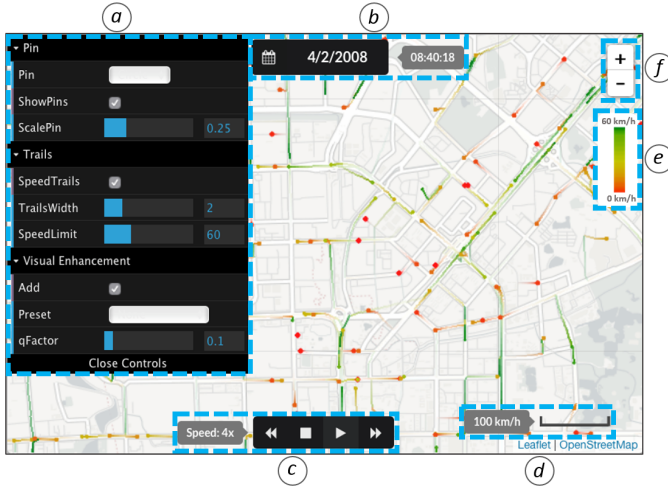 a
b
Pin
4/2/2008
08:40:18
+
−
f
Pin
ShowPins
ScalePin 0.25
Trails
SpeedTrails
TrailsWidth 2
SpeedLimit 60
Visual Enhancement
Add
Preset
qFactor 0.1
Close Controls
60 km/h
0 km/h
e
Speed: 4x
100 km/h
Leaflet | OpenStreetMap
c
d